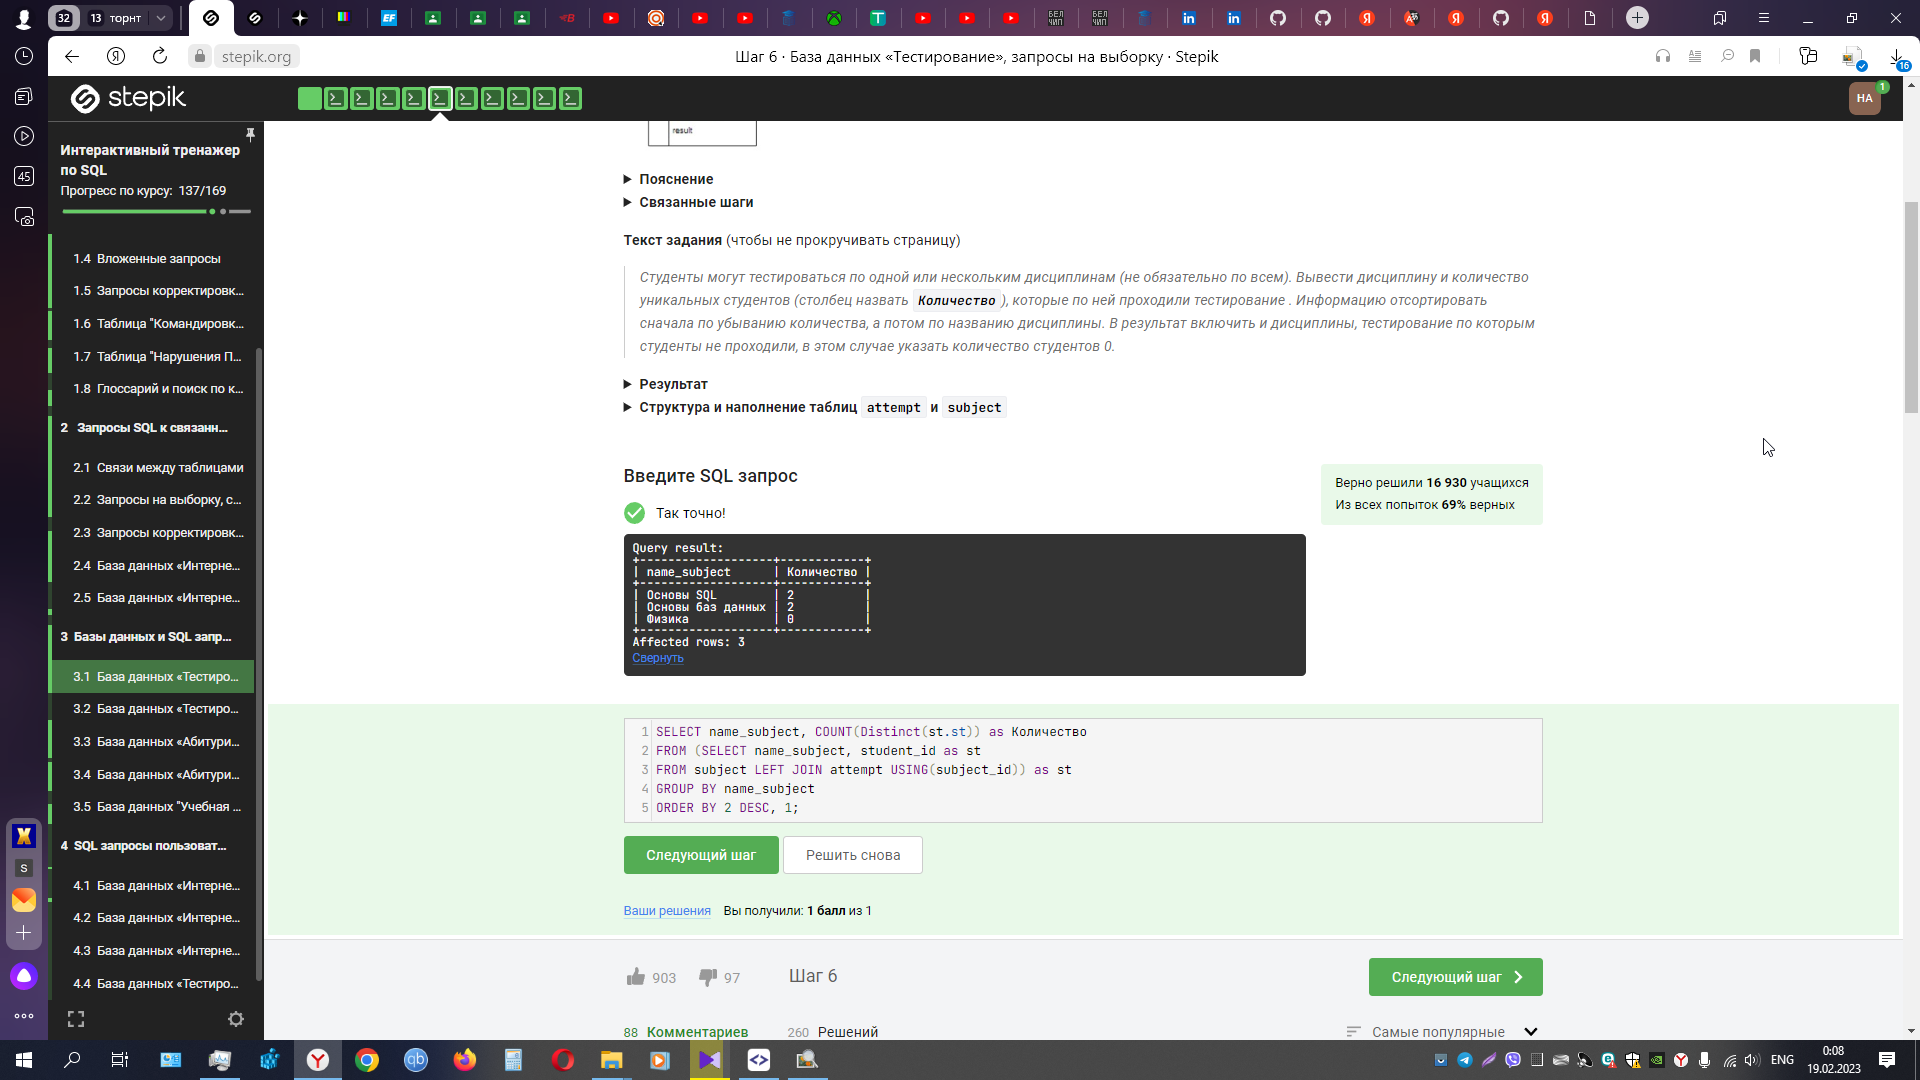 32
13
торнт
stepik.org
Шаг 6 · База данных «Тестирование», запросы на выборку · Stepik
16
45
stepik
НА
1
Интерактивный тренажер
по SQL
Прогресс по курсу: 137/169
1.4 Вложенные запросы
1.5 Запросы корректировк...
1.6 Таблица "Командировк...
1.7 Таблица "Нарушения П...
1.8 Глоссарий и поиск по к...
2 Запросы SQL к связанн...
2.1 Связи между таблицами
2.2 Запросы на выборку, с...
2.3 Запросы корректировк...
2.4 База данных «Интерне...
2.5 База данных «Интерне...
3 Базы данных и SQL запр...
3.1 База данных «Тестиро...
3.2 База данных «Тестиро...
3.3 База данных «Абитури...
3.4 База данных «Абитури...
3.5 База данных "Учебная ...
4 SQL запросы пользоват...
4.1 База данных «Интерне...
4.2 База данных «Интерне...
4.3 База данных «Интерне...
4.4 База данных «Тестиро...
result
Пояснение
Связанные шаги
Текст задания (чтобы не прокручивать страницу)
Студенты могут тестироваться по одной или нескольким дисциплинам (не обязательно по всем). Вывести дисциплину и количество
уникальных студентов (столбец назвать Количество ), которые по ней проходили тестирование . Информацию отсортировать
сначала по убыванию количества, а потом по названию дисциплины. В результат включить и дисциплины, тестирование по которым
студенты не проходили, в этом случае указать количество студентов 0.
Результат
Структура и наполнение таблиц attempt и subject
Введите SQL запрос
Верно решили 16 930 учащихся
Из всех попыток 69% верных
Так точно!
Query result:
+--------------------+------------+
| name_subject | Количество |
+--------------------+------------+
| Основы SQL | 2 |
| Основы баз данных | 2 |
| Физика | 0 |
+--------------------+------------+
Affected rows: 3
Свернуть
1 SELECT name_subject, COUNT(Distinct(st.st)) as Количество
2 FROM (SELECT name_subject, student_id as st
3 FROM subject LEFT JOIN attempt USING(subject_id)) as st
4 GROUP BY name_subject
5 ORDER BY 2 DESC, 1;
Следующий шаг
Решить снова
Ваши решения Вы получили: 1 балл из 1
903
97
Шаг 6
Следующий шаг
88 Комментариев
260 Решений
Самые популярные
ENG
0:08
19.02.2023